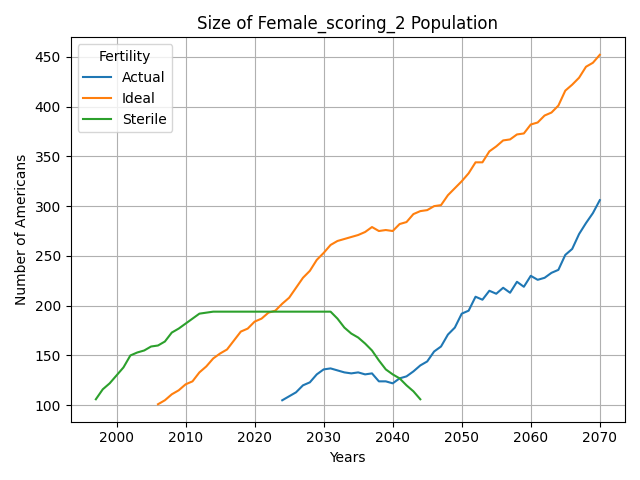 Size of Female_scoring_2 Population
Fertility
Actual
Ideal
Sterile
Number of Americans
450
400
350
300
250
200
150
100
2000 2010 2020 2030 2040 2050 2060 2070
Years